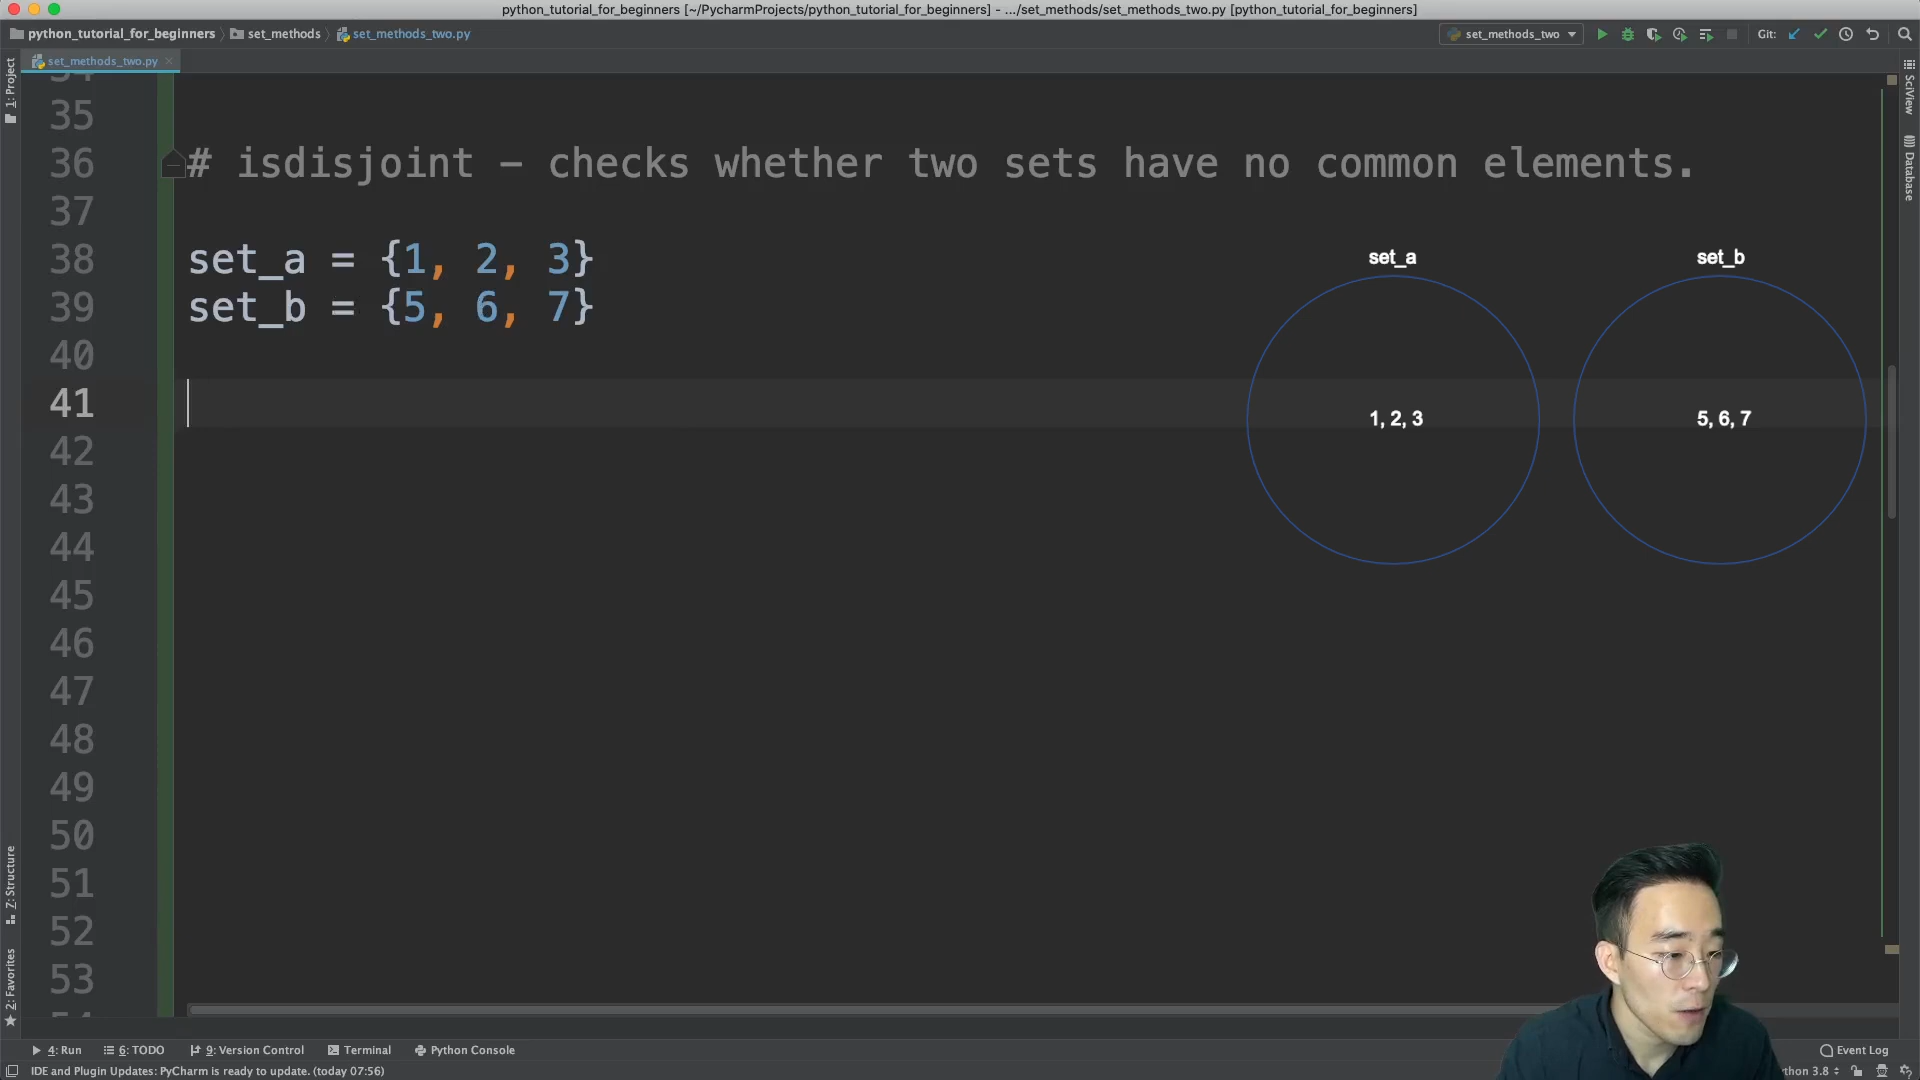 python_tutorial_for_beginners [~/PycharmProjects/python_tutorial_for_beginners] - .../set_methods/set_methods_two.py [python_tutorial_for_beginners]
python_tutorial_for_beginners set_methods set_methods_two.py set_methods_two Git:
set_methods_two.py
1: Project
SciView
Database
34
35
36 # isdisjoint – checks whether two sets have no common elements.
37
38 set_a = {1, 2, 3}
39 set_b = {5, 6, 7}
40
41
42
43
44
45
46
47
48
49
50
51
52
53
set_a set_b
1, 2, 3 5, 6, 7
Z: Structure
2: Favorites
4: Run 6: TODO 9: Version Control Terminal Python Console Event Log
IDE and Plugin Updates: PyCharm is ready to update. (today 07:56) thon 3.8